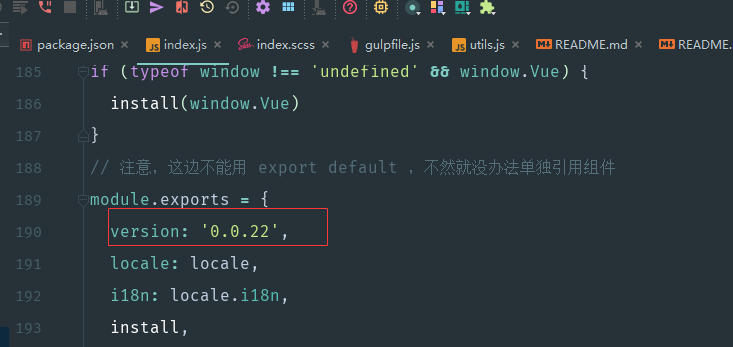 package.json × index.js × index.scss × gulpfile.js × utils.js × README.md × README.
185 if (typeof window !== 'undefined' && window.Vue) {
186 install(window.Vue)
187 }
188 // 注意，这边不能用 export default ，不然就没办法单独引用组件
189 module.exports = {
190 version: '0.0.22',
191 locale: locale,
192 i18n: locale.i18n,
193 install,